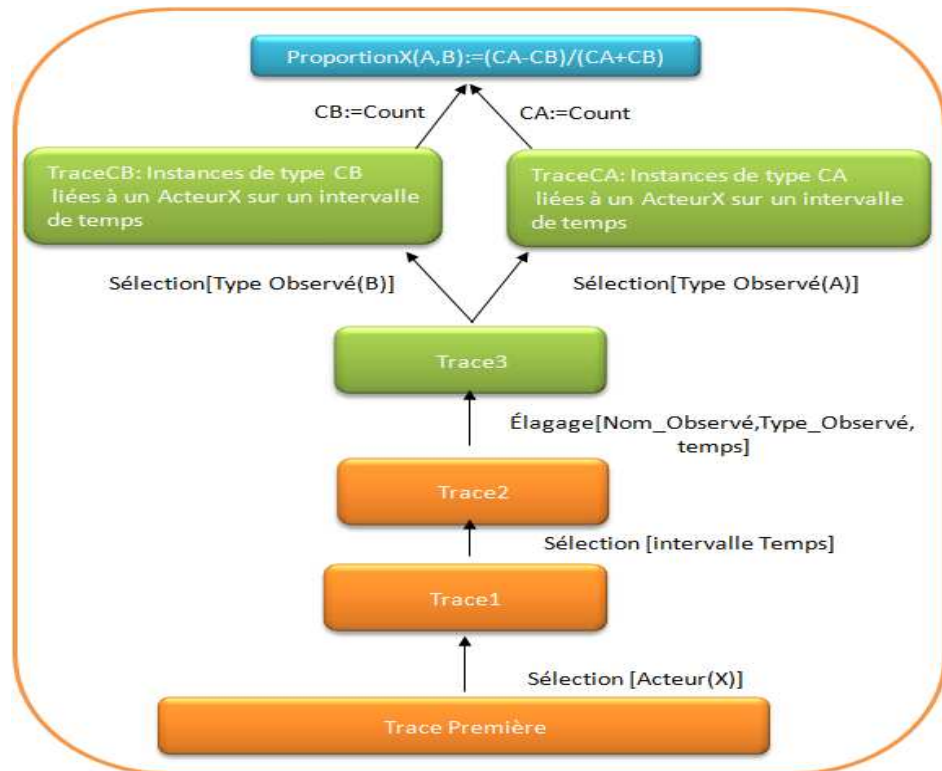 ProportionX(A,B):=(CA-CB)/(CA+CB)
CB:=Count
CA:=Count
TraceCB: Instances de type CB
liées à un ActeurX sur un intervalle
de temps
TraceCA: Instances de type CA
liées à un ActeurX sur un intervalle
de temps
Sélection[Type Observé(B)]
Sélection[Type Observé(A)]
Trace3
Élagage[Nom_Observé,Type_Observé,
temps]
Trace2
Sélection [intervalle Temps]
Trace1
Sélection [Acteur(X)]
Trace Première